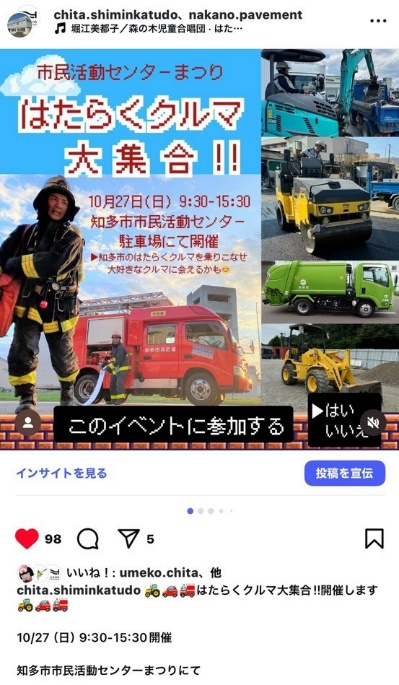 chita.shiminkatudo、nakano.pavement
堀江美都子／森の木児童合唱団 · はた…
市民活動センターまつり
はたらくクルマ
大集合!!
10月27日(日) 9:30-15:30
知多市市民活動センター
駐車場にて開催
▶知多市のはたらくクルマを乗りこなせ
大好きなクルマに会えるかも😊
このイベントに参加する
▶はい
いいえ
インサイトを見る
投稿を宣伝
98
5
いいね！: umeko.chita、他
chita.shiminkatudo 🚜🚗🚒はたらくクルマ大集合‼️開催します
🚜🚗🚒
10/27 (日) 9:30-15:30開催
知多市市民活動センターまつりにて